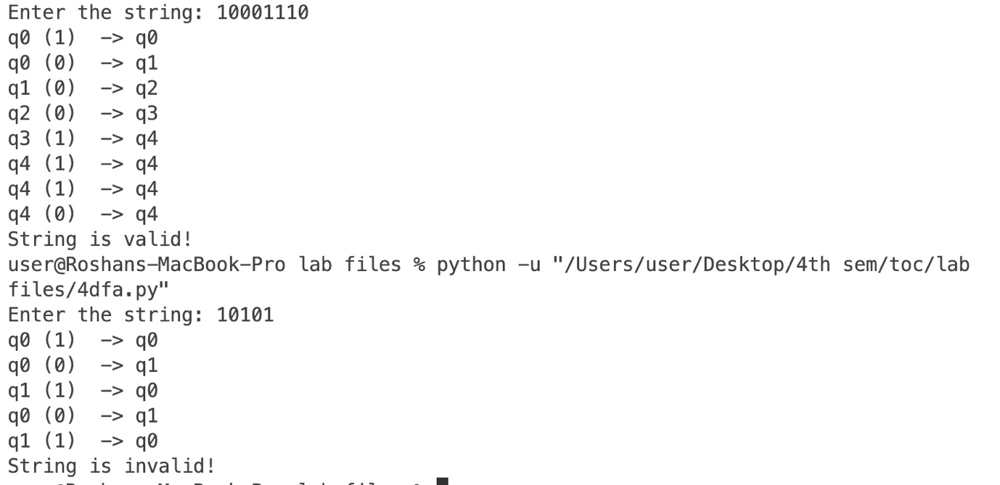 Enter the string: 10001110
q0 (1)  -> q0
q0 (0)  -> q1
q1 (0)  -> q2
q2 (0)  -> q3
q3 (1)  -> q4
q4 (1)  -> q4
q4 (1)  -> q4
q4 (0)  -> q4
String is valid!
user@Roshans-MacBook-Pro lab files % python -u "/Users/user/Desktop/4th sem/toc/lab
files/4dfa.py"
Enter the string: 10101
q0 (1)  -> q0
q0 (0)  -> q1
q1 (1)  -> q0
q0 (0)  -> q1
q1 (1)  -> q0
String is invalid!